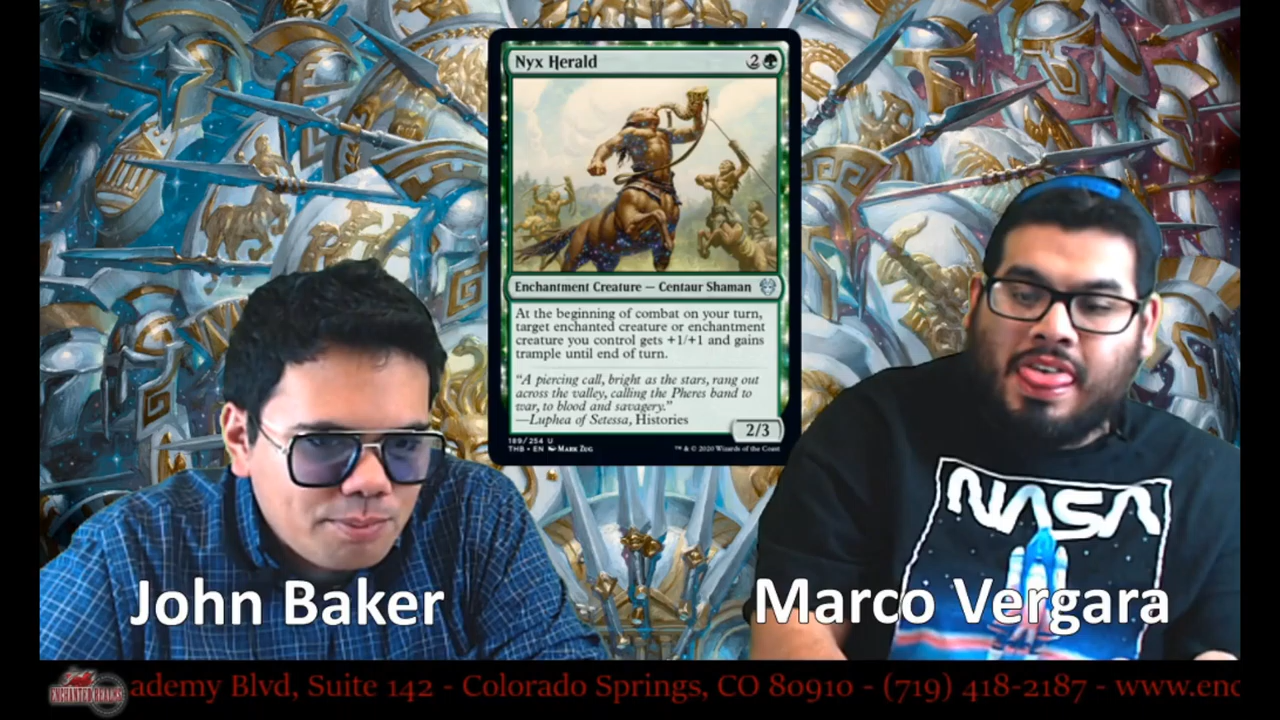 Nyx Herald 2
Enchantment Creature — Centaur Shaman
At the beginning of combat on your turn,
target enchanted creature or enchantment
creature you control gets +1/+1 and gains
trample until end of turn.
"A piercing call, bright as the stars, rang out
across the valley, calling the Pheres band to
war, to blood and savagery."
—Luphea of Setessa, Histories
2/3
189/254 U
THB • EN Mark Zug
™ & © 2020 Wizards of the Coast
NASA
John Baker
Marco Vergara
ENCHANTED REALMS
ademy Blvd, Suite 142 - Colorado Springs, CO 80910 - (719) 418-2187 - www.enc